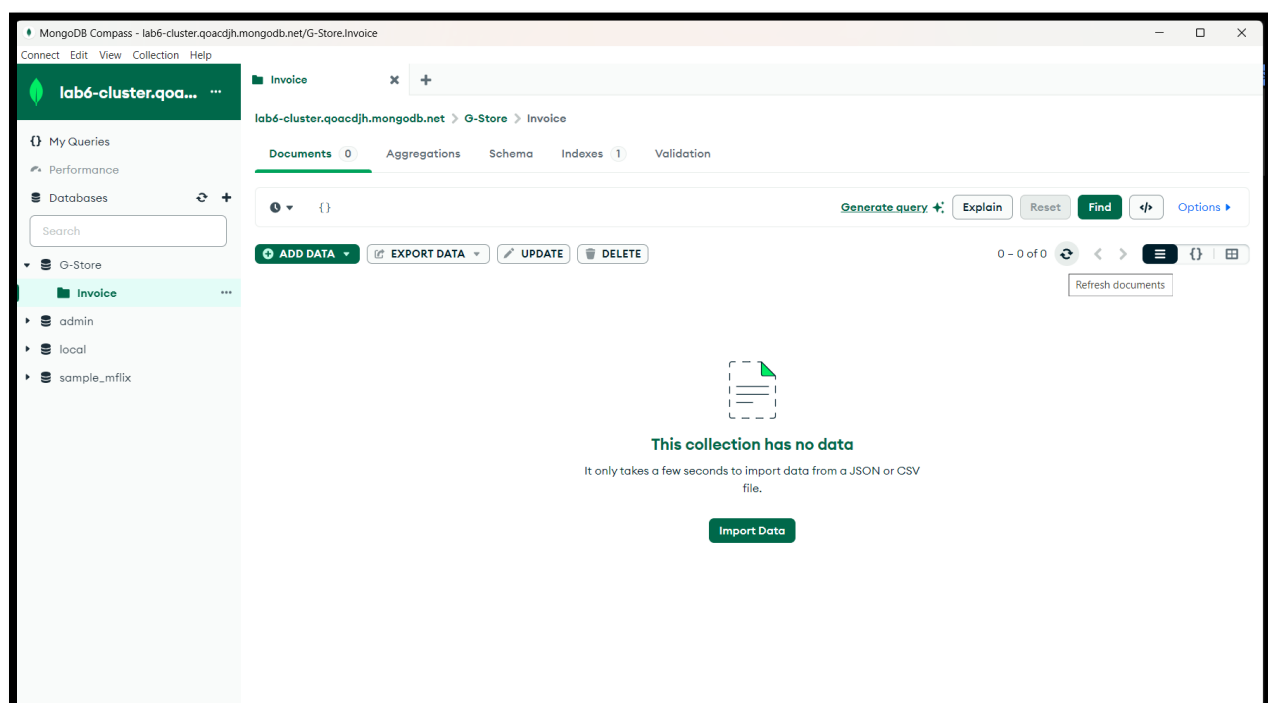 MongoDB Compass - lab6-cluster.qoacdjh.mongodb.net/G-Store.Invoice
Connect Edit View Collection Help
lab6-cluster.qoa... ...
Invoice
lab6-cluster.qoacdjh.mongodb.net > G-Store > Invoice
{} My Queries
Performance
Databases
Search
G-Store
Invoice ...
admin
local
sample_mflix
Documents 0 Aggregations Schema Indexes 1 Validation
{} Generate query Explain Reset Find </> Options
ADD DATA EXPORT DATA UPDATE DELETE 0 – 0 of 0 {}
Refresh documents
This collection has no data
It only takes a few seconds to import data from a JSON or CSV
file.
Import Data